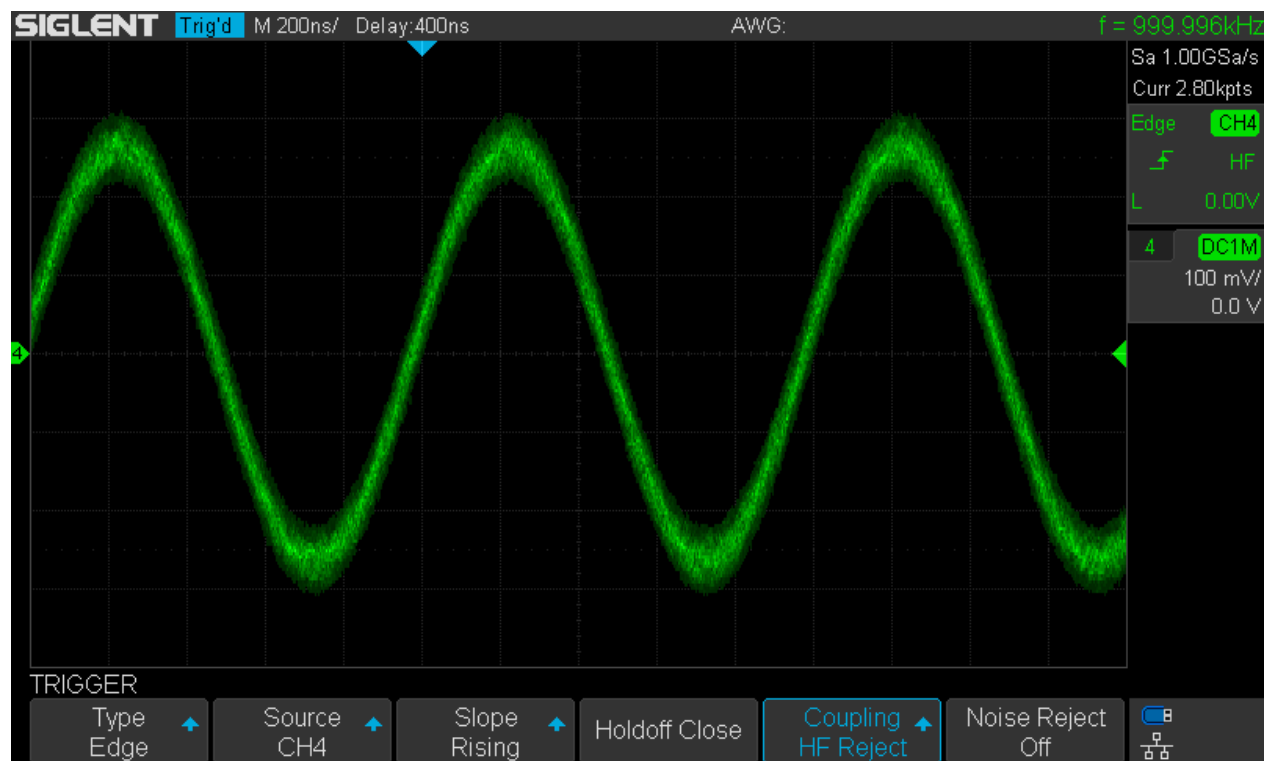 SIGLENT Trig'd M 200ns/ Delay:400ns AWG: f = 999.996kHz
Sa 1.00GSa/s
Curr 2.80kpts
Edge CH4
HF
L 0.00V
4 DC1M
100 mV/
0.0 V
4
TRIGGER
Type Source Slope Holdoff Close Coupling Noise Reject
Edge CH4 Rising HF Reject Off